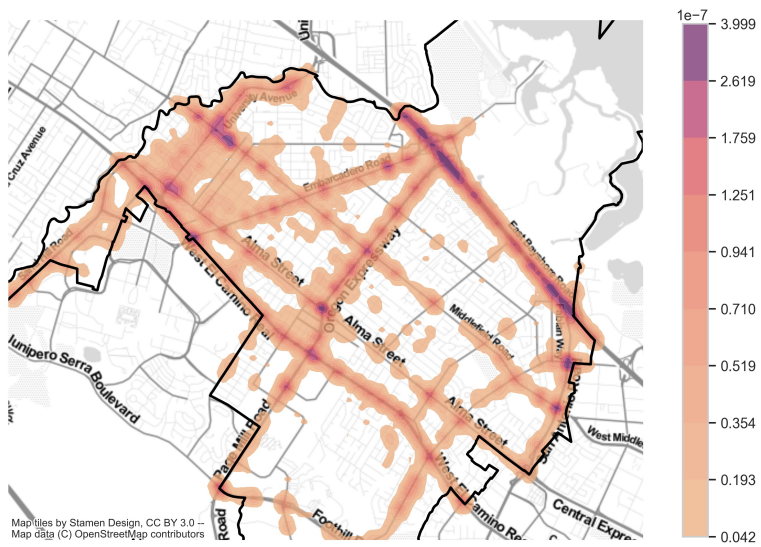 1e−7
3.999
2.619
1.759
1.251
0.941
0.710
0.519
0.354
0.193
0.042
Cruz Avenue
University Avenue
Embarcadero Road
East Bayshore Road
Alma Street
Oregon Expressway
West El Camino Real
Alma Street
Middlefield Road
Junipero Serra Boulevard
Page Mill Road
Alma Street
West Middle
West El Camino Real
Central Expre
Foothill
Road
Map tiles by Stamen Design, CC BY 3.0 --
Map data (C) OpenStreetMap contributors